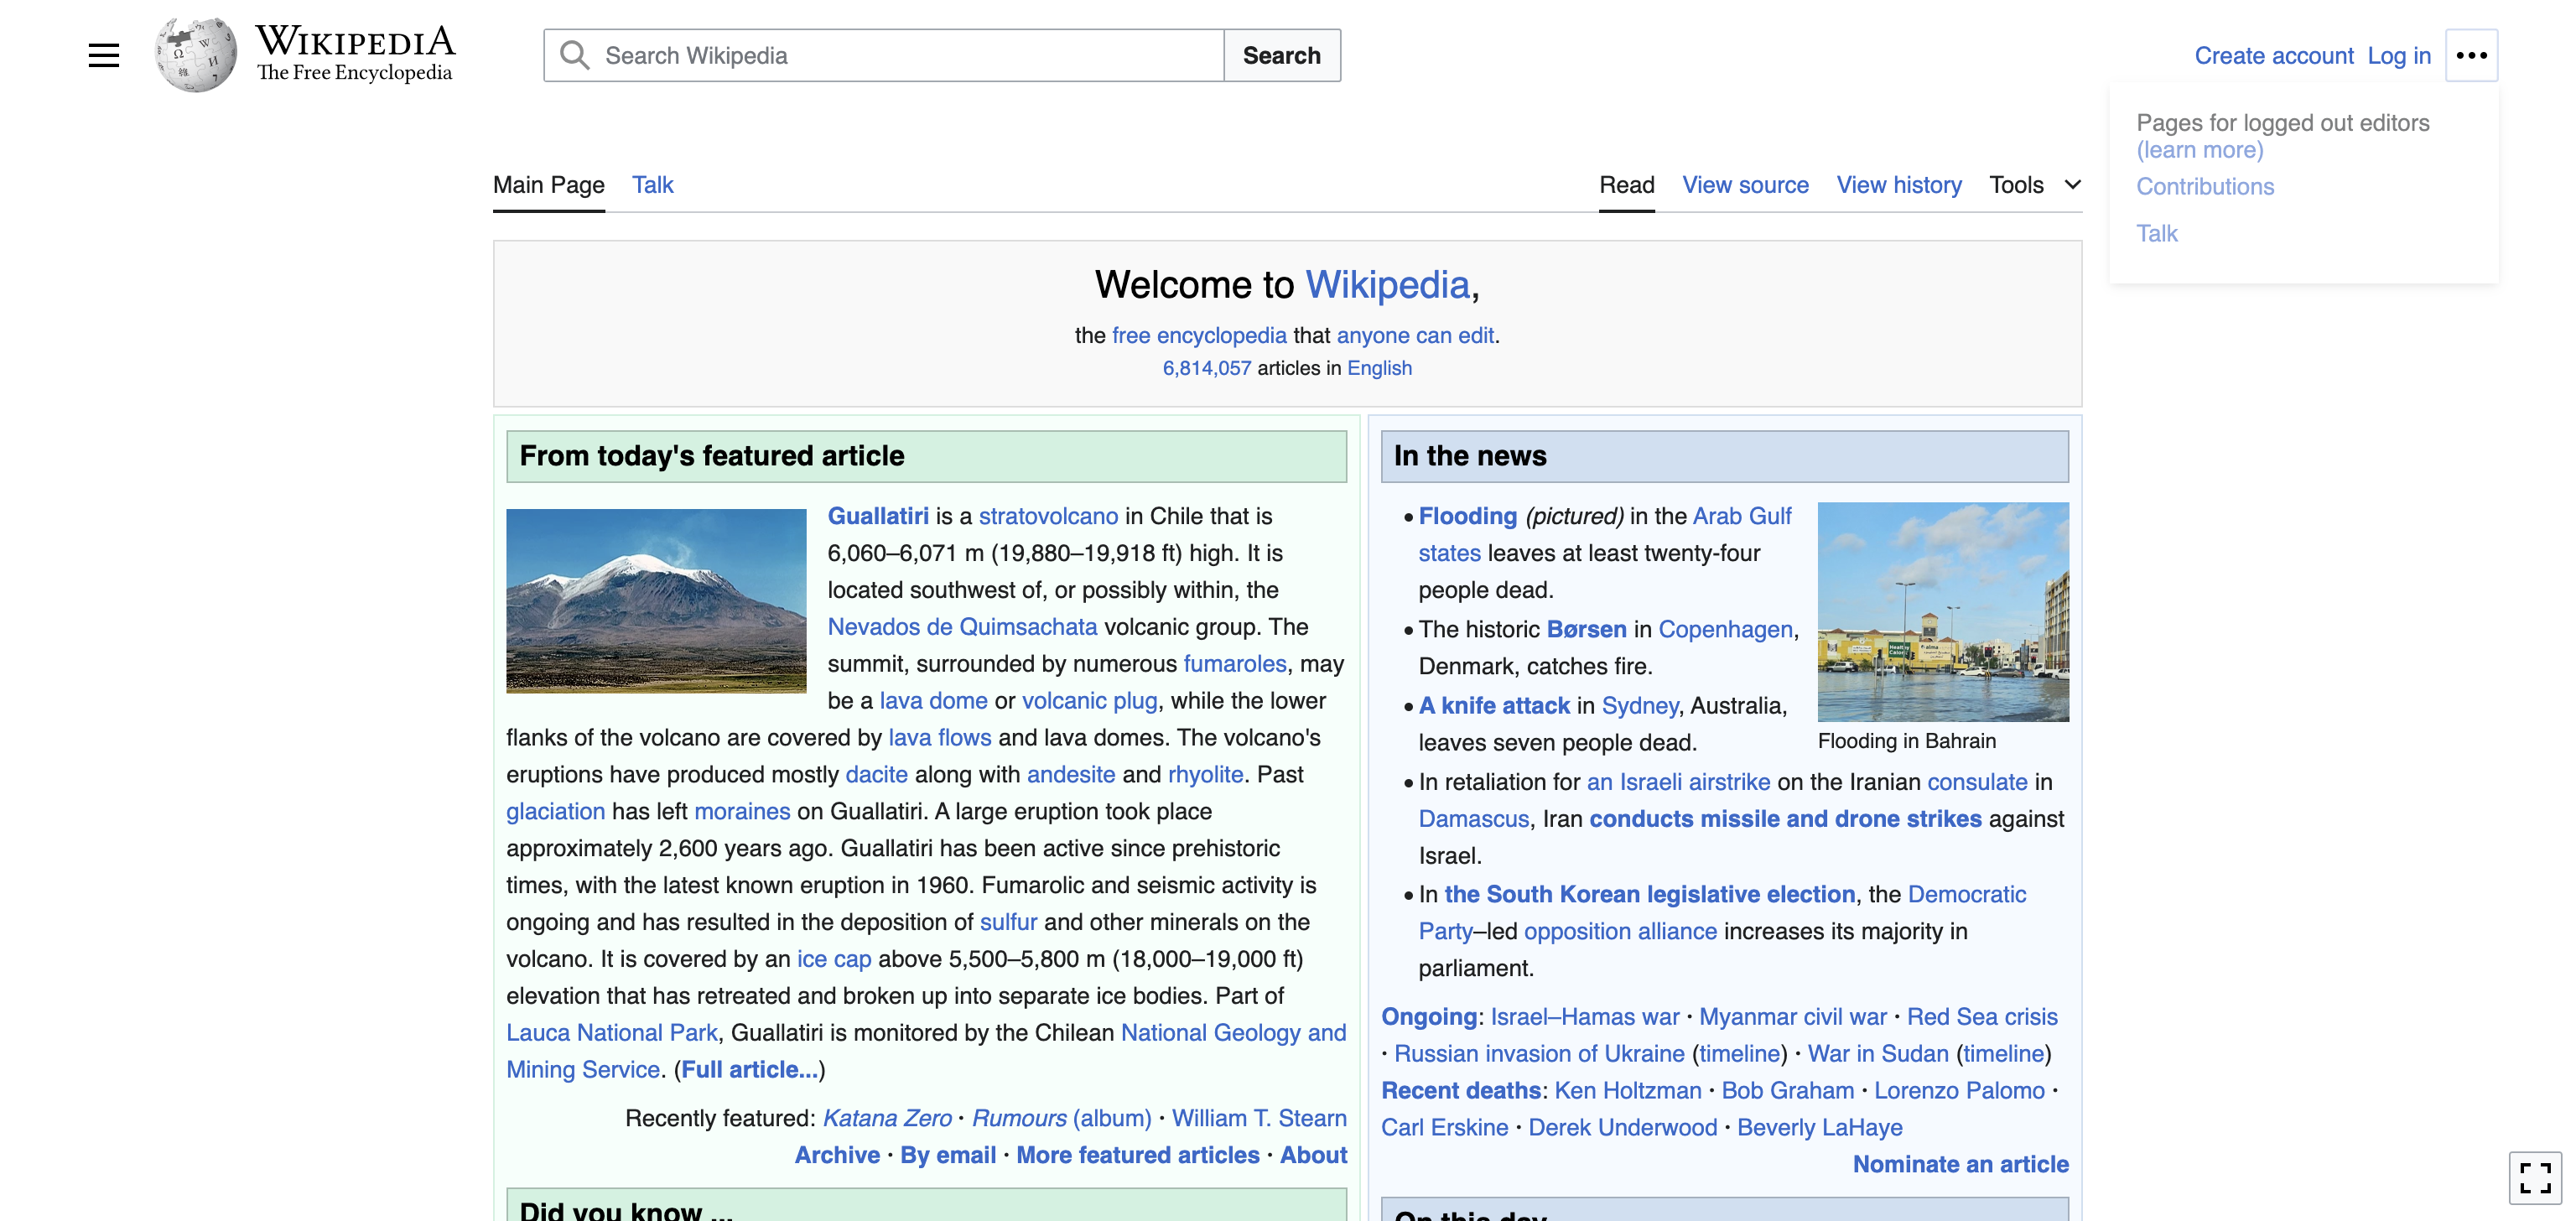 WIKIPEDIA
The Free Encyclopedia
Search Wikipedia
Search
Create account Log in
Pages for logged out editors
(learn more)
Contributions
Talk
Main Page Talk
Read View source View history Tools
Welcome to Wikipedia,
the free encyclopedia that anyone can edit.
6,814,057 articles in English
From today's featured article
Guallatiri is a stratovolcano in Chile that is
6,060–6,071 m (19,880–19,918 ft) high. It is
located southwest of, or possibly within, the
Nevados de Quimsachata volcanic group. The
summit, surrounded by numerous fumaroles, may
be a lava dome or volcanic plug, while the lower
flanks of the volcano are covered by lava flows and lava domes. The volcano's
eruptions have produced mostly dacite along with andesite and rhyolite. Past
glaciation has left moraines on Guallatiri. A large eruption took place
approximately 2,600 years ago. Guallatiri has been active since prehistoric
times, with the latest known eruption in 1960. Fumarolic and seismic activity is
ongoing and has resulted in the deposition of sulfur and other minerals on the
volcano. It is covered by an ice cap above 5,500–5,800 m (18,000–19,000 ft)
elevation that has retreated and broken up into separate ice bodies. Part of
Lauca National Park, Guallatiri is monitored by the Chilean National Geology and
Mining Service. (Full article...)
Recently featured: Katana Zero · Rumours (album) · William T. Stearn
Archive · By email · More featured articles · About
Did you know ...
In the news
• Flooding (pictured) in the Arab Gulf
states leaves at least twenty-four
people dead.
• The historic Børsen in Copenhagen,
Denmark, catches fire.
• A knife attack in Sydney, Australia,
leaves seven people dead.
Flooding in Bahrain
• In retaliation for an Israeli airstrike on the Iranian consulate in
Damascus, Iran conducts missile and drone strikes against
Israel.
• In the South Korean legislative election, the Democratic
Party–led opposition alliance increases its majority in
parliament.
Ongoing: Israel–Hamas war · Myanmar civil war · Red Sea crisis
· Russian invasion of Ukraine (timeline) · War in Sudan (timeline)
Recent deaths: Ken Holtzman · Bob Graham · Lorenzo Palomo ·
Carl Erskine · Derek Underwood · Beverly LaHaye
Nominate an article
On this day